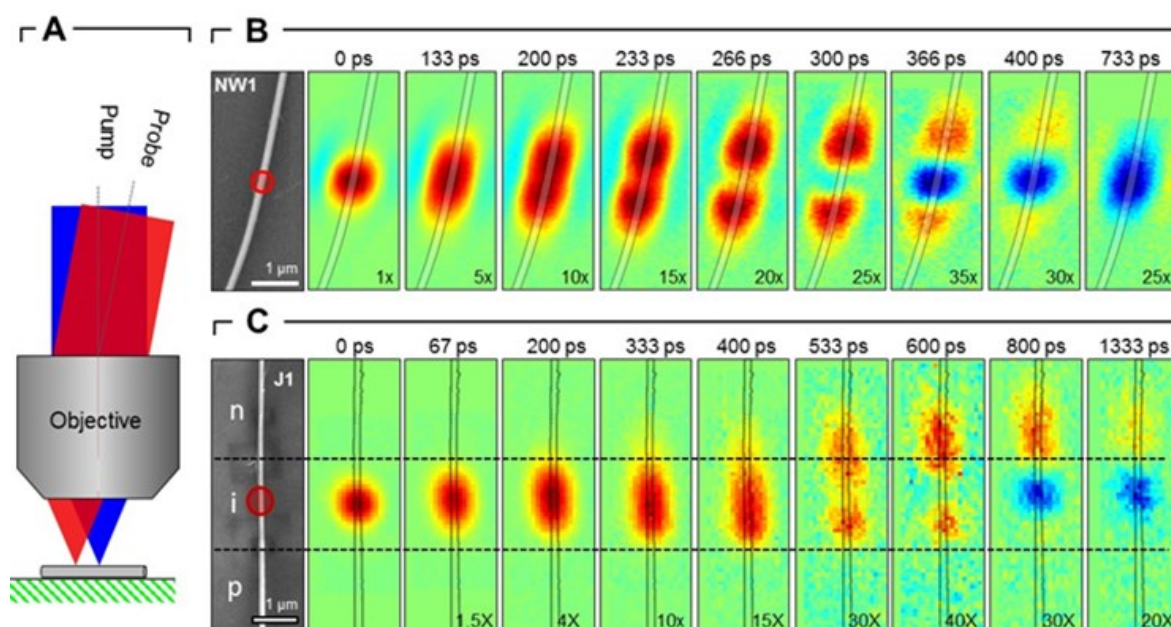 A
Pump
Probe
Objective
B
0 ps 133 ps 200 ps 233 ps 266 ps 300 ps 366 ps 400 ps 733 ps
NW1
1 µm 1x 5x 10x 15x 20x 25x 35x 30x 25x
C
0 ps 67 ps 200 ps 333 ps 400 ps 533 ps 600 ps 800 ps 1333 ps
J1
n
i
p
1 µm 1.5X 4X 10x 15X 30X 40X 30X 20X